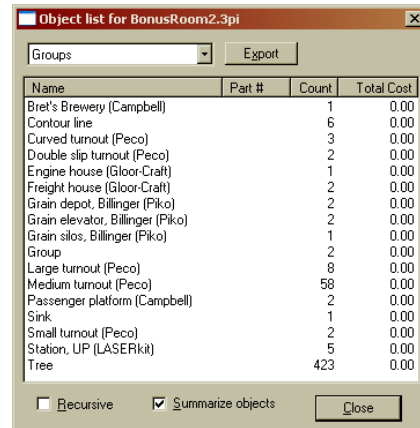 Object list for BonusRoom2.3pi
Groups Export
Name Part # Count Total Cost
Bret's Brewery (Campbell) 1 0.00
Contour line 6 0.00
Curved turnout (Peco) 3 0.00
Double slip turnout (Peco) 2 0.00
Engine house (Gloor-Craft) 1 0.00
Freight house (Gloor-Craft) 2 0.00
Grain depot, Billinger (Piko) 2 0.00
Grain elevator, Billinger (Piko) 2 0.00
Grain silos, Billinger (Piko) 1 0.00
Group 2 0.00
Large turnout (Peco) 8 0.00
Medium turnout (Peco) 58 0.00
Passenger platform (Campbell) 2 0.00
Sink 1 0.00
Small turnout (Peco) 2 0.00
Station, UP (LASERkit) 5 0.00
Tree 423 0.00
Recursive Summarize objects Close